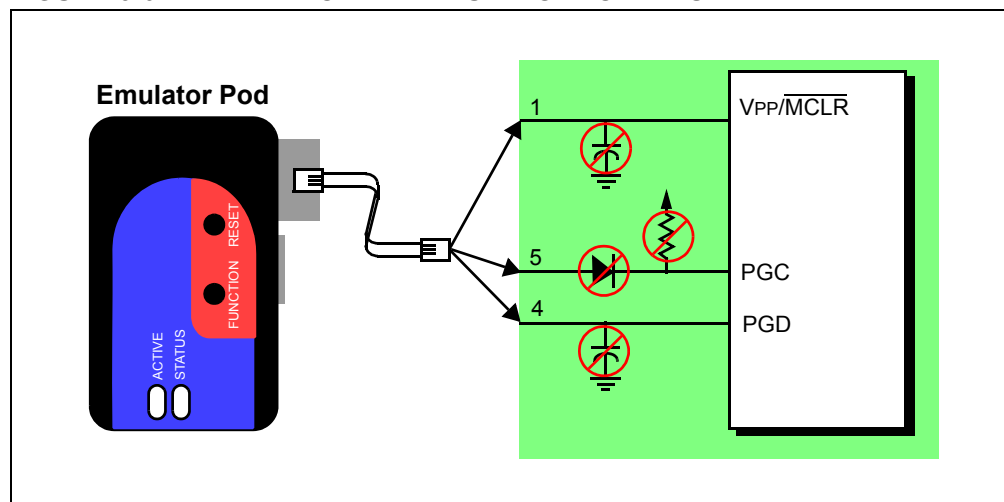 Emulator Pod
RESET
FUNCTION
ACTIVE
STATUS
1
VPP/MCLR
5
PGC
4
PGD